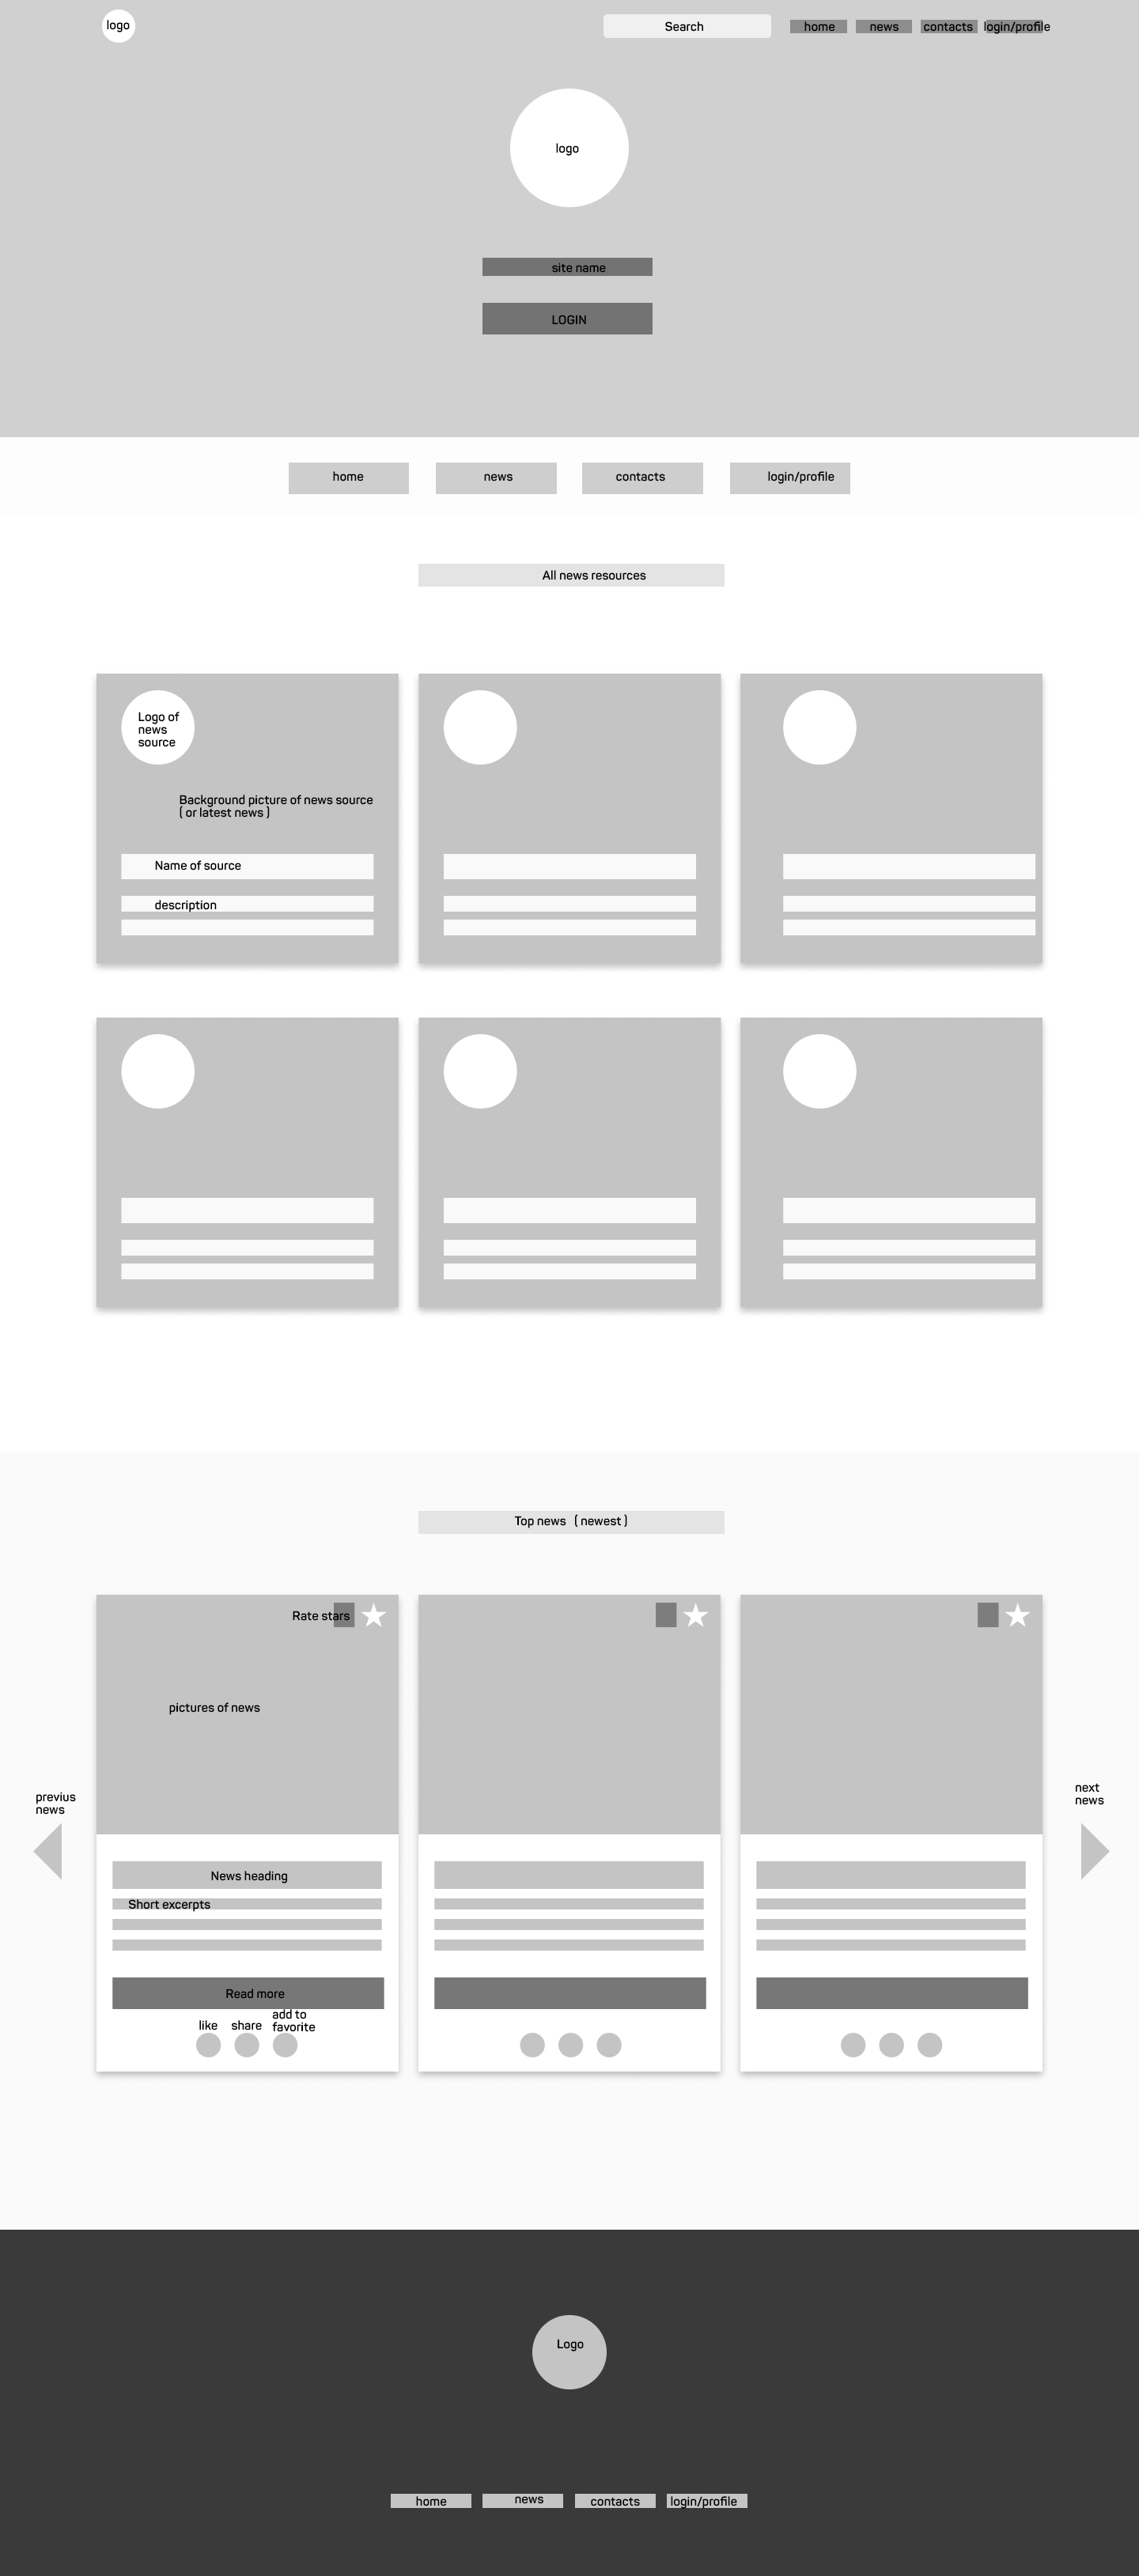 logo
Search
home
news
contacts
login/profile
logo
site name
LOGIN
home
news
contacts
login/profile
All news resources
Logo of
news
source
Background picture of news source
( or latest news )
Name of source
description
Top news ( newest )
Rate stars
pictures of news
previus
news
next
news
News heading
Short excerpts
Read more
like
share
add to
favorite
Logo
home
news
contacts
login/profile